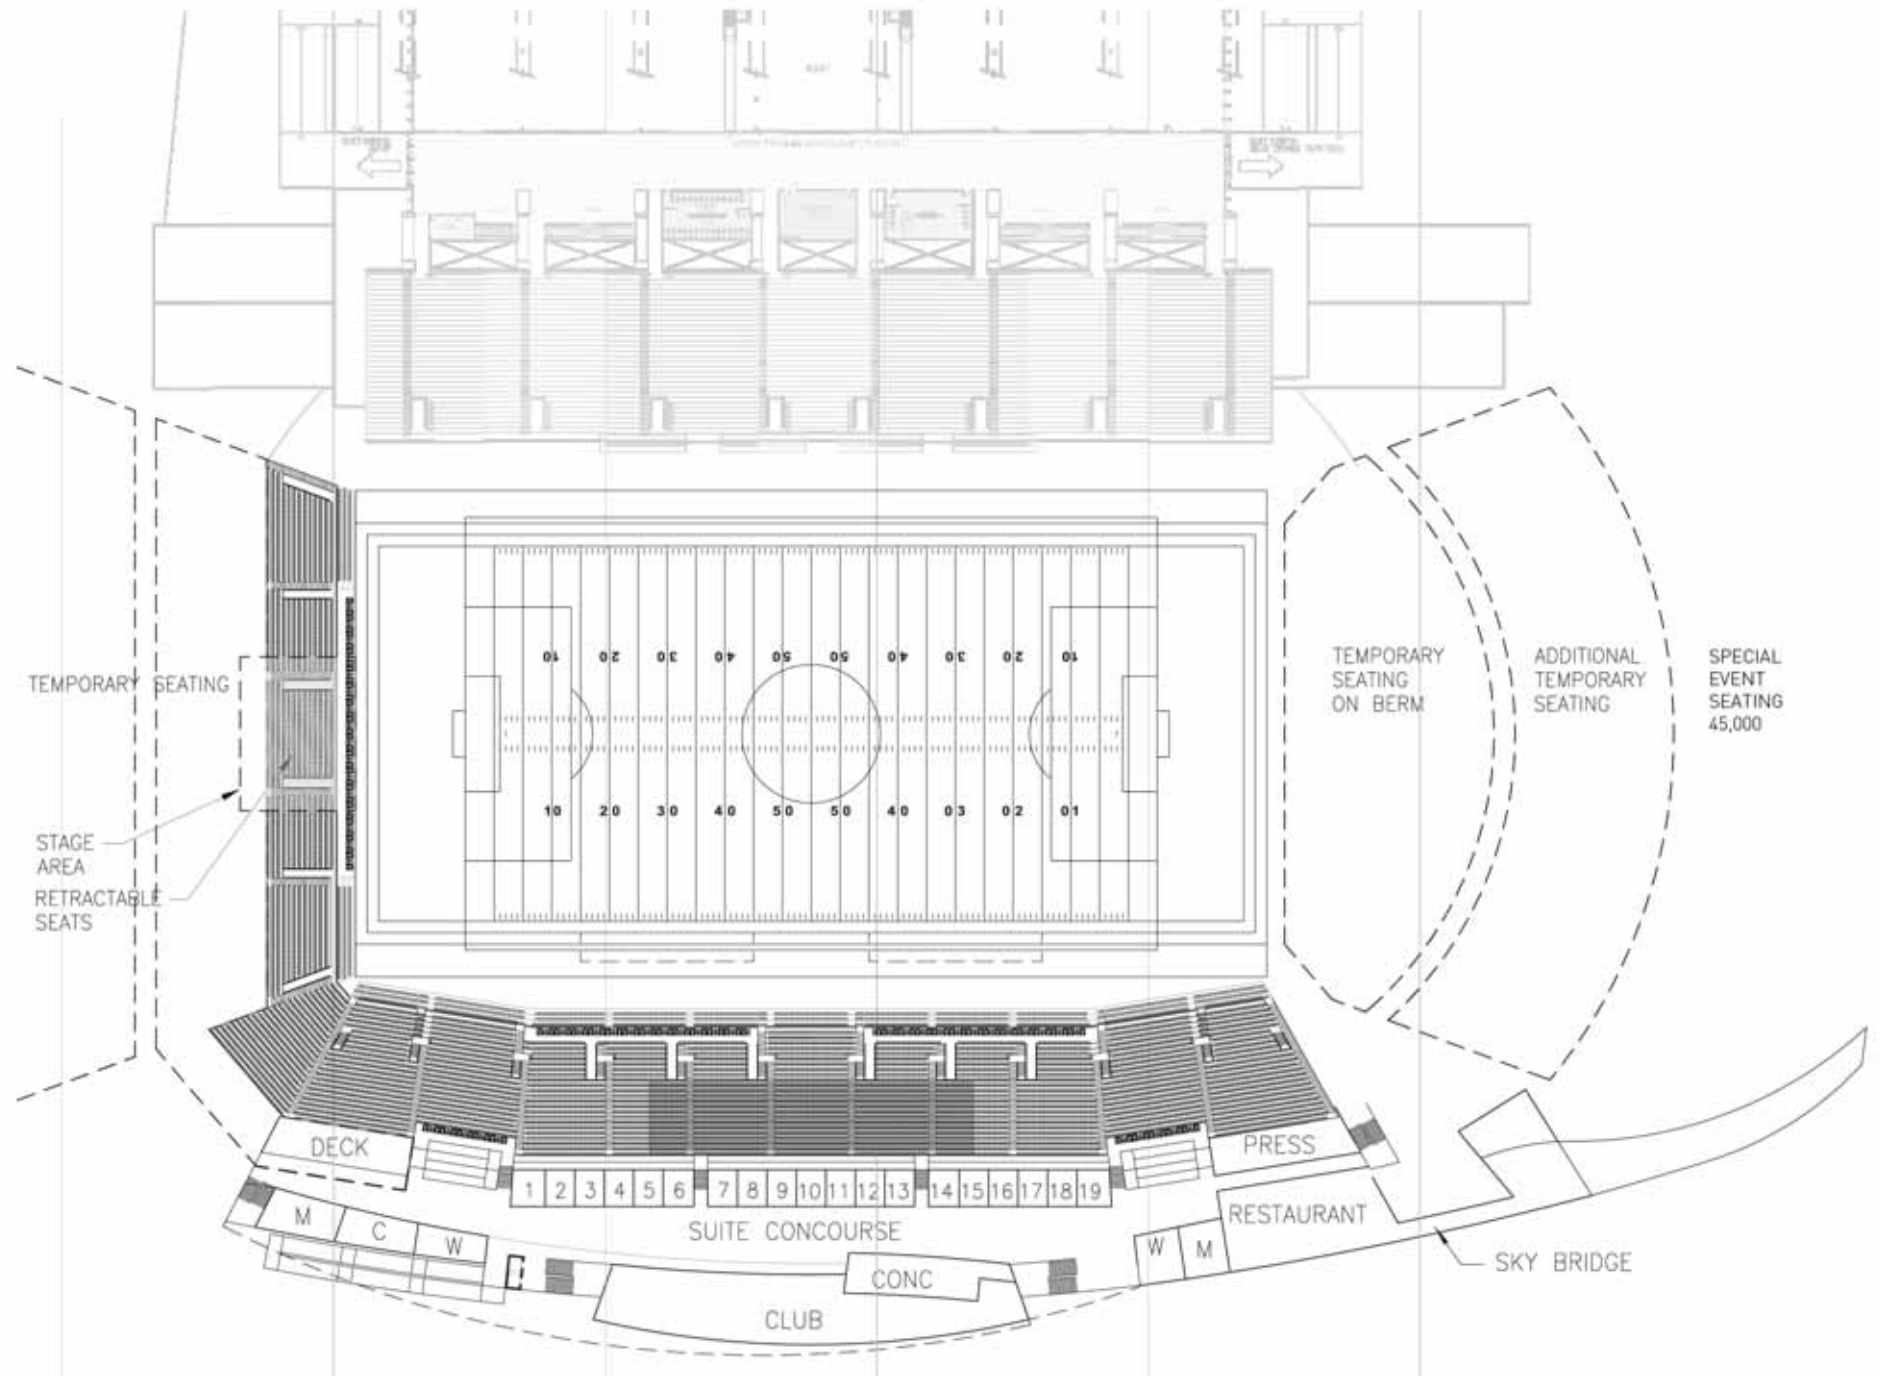 TEMPORARY SEATING
10 20 30 40 50 50 40 30 20 10
TEMPORARY
SEATING
ON BERM
ADDITIONAL
TEMPORARY
SEATING
SPECIAL
EVENT
SEATING
45,000
10 20 30 40 50 50 40 03 02 01
STAGE
AREA
RETRACTABLE
SEATS
DECK
PRESS
1 2 3 4 5 6 7 8 9 10 11 12 13 14 15 16 17 18 19
M C W
SUITE CONCOURSE
RESTAURANT
W M
SKY BRIDGE
CONC
CLUB